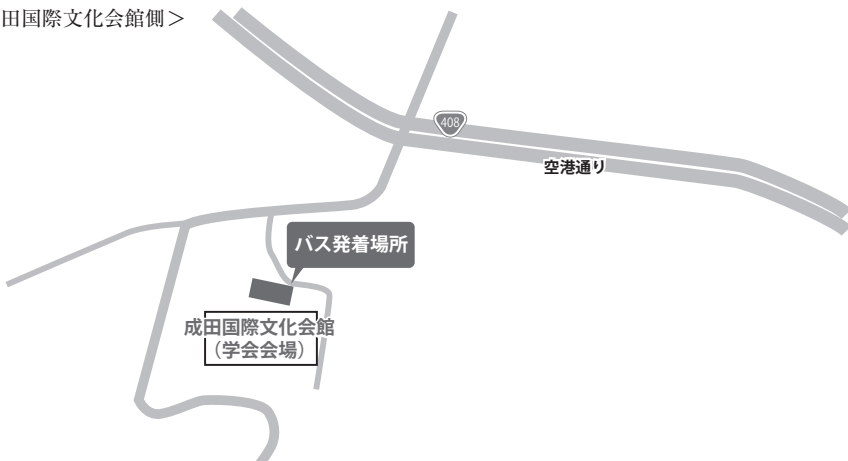 田国際文化会館側＞
408
空港通り
バス発着場所
成田国際文化会館
（学会会場）